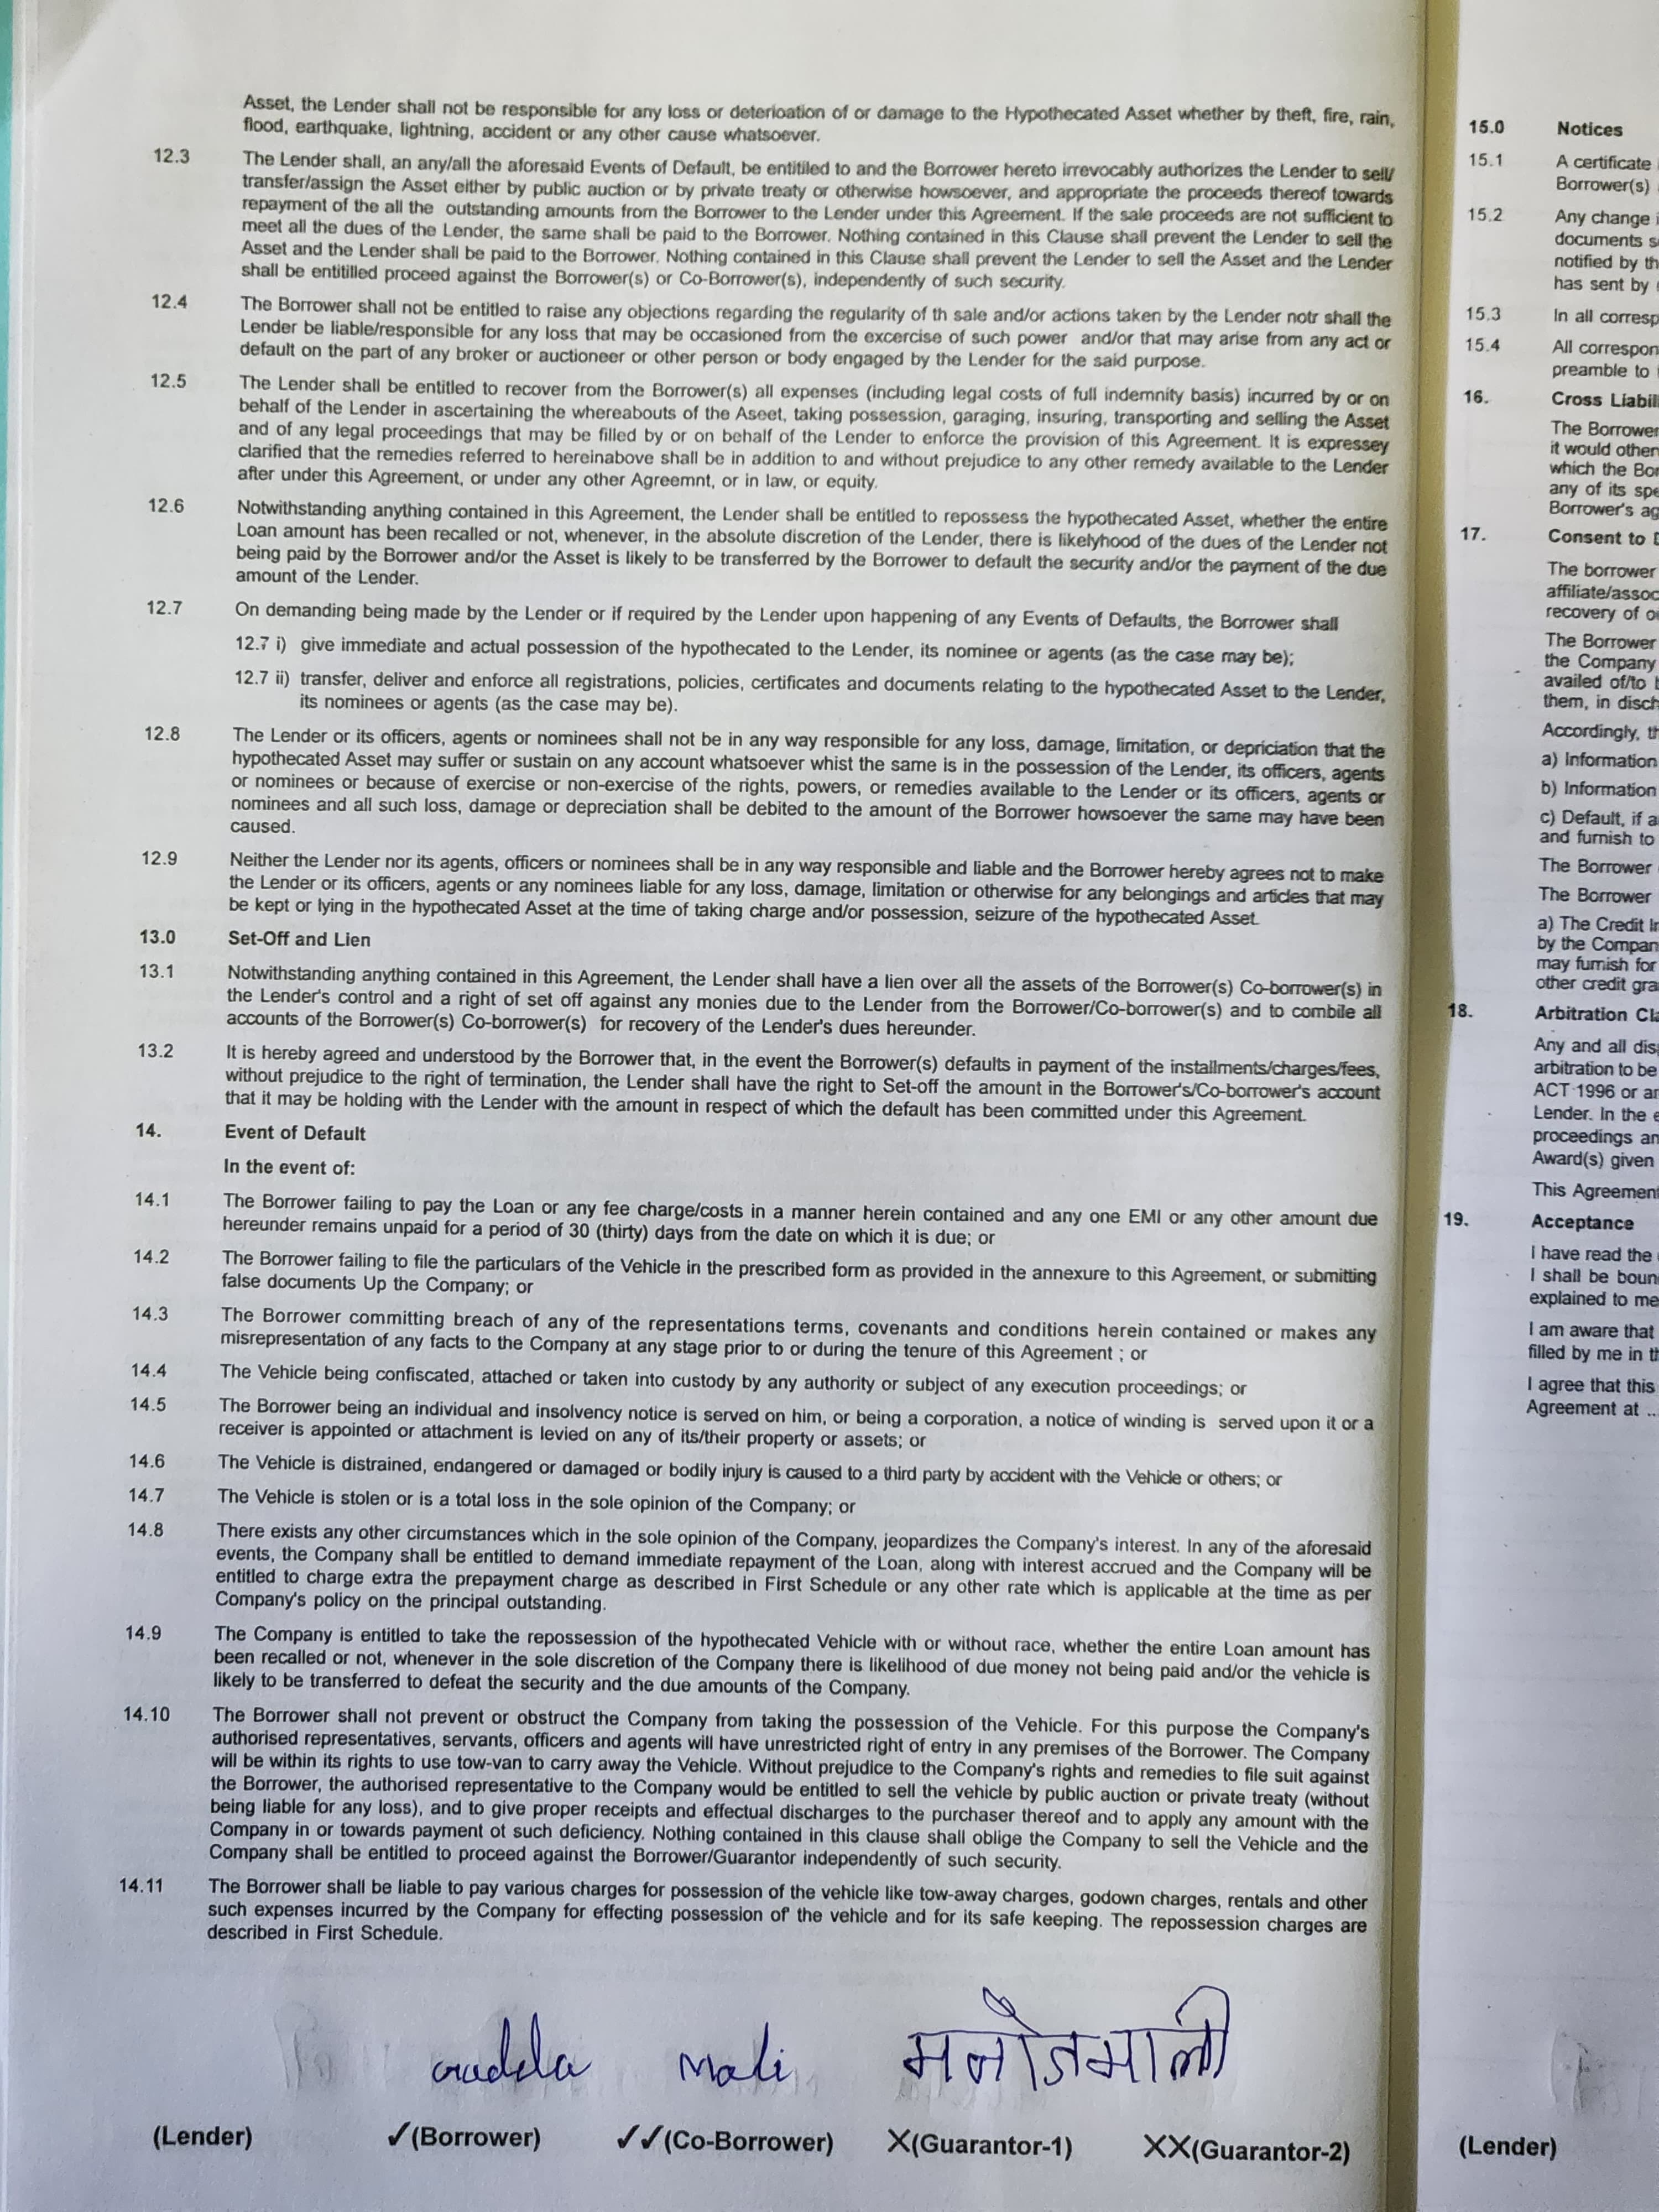 Asset, the Lender shall not be responsible for any loss or deterioation of or damage to the Hypothecated Asset whether by theft, fire, rain,
flood, earthquake, lightning, accident or any other cause whatsoever.
12.3 The Lender shall, an any/all the aforesaid Events of Default, be entitiled to and the Borrower hereto irrevocably authorizes the Lender to sell/
transfer/assign the Asset either by public auction or by private treaty or otherwise howsoever, and appropriate the proceeds thereof towards
repayment of the all the outstanding amounts from the Borrower to the Lender under this Agreement. If the sale proceeds are not sufficient to
meet all the dues of the Lender, the same shall be paid to the Borrower. Nothing contained in this Clause shall prevent the Lender to sell the
Asset and the Lender shall be paid to the Borrower. Nothing contained in this Clause shall prevent the Lender to sell the Asset and the Lender
shall be entitilled proceed against the Borrower(s) or Co-Borrower(s), independently of such security.
12.4 The Borrower shall not be entitled to raise any objections regarding the regularity of th sale and/or actions taken by the Lender notr shall the
Lender be liable/responsible for any loss that may be occasioned from the excercise of such power and/or that may arise from any act or
default on the part of any broker or auctioneer or other person or body engaged by the Lender for the said purpose.
12.5 The Lender shall be entitled to recover from the Borrower(s) all expenses (including legal costs of full indemnity basis) incurred by or on
behalf of the Lender in ascertaining the whereabouts of the Aseet, taking possession, garaging, insuring, transporting and selling the Asset
and of any legal proceedings that may be filled by or on behalf of the Lender to enforce the provision of this Agreement. It is expressey
clarified that the remedies referred to hereinabove shall be in addition to and without prejudice to any other remedy available to the Lender
after under this Agreement, or under any other Agreemnt, or in law, or equity.
12.6 Notwithstanding anything contained in this Agreement, the Lender shall be entitled to repossess the hypothecated Asset, whether the entire
Loan amount has been recalled or not, whenever, in the absolute discretion of the Lender, there is likelyhood of the dues of the Lender not
being paid by the Borrower and/or the Asset is likely to be transferred by the Borrower to default the security and/or the payment of the due
amount of the Lender.
12.7 On demanding being made by the Lender or if required by the Lender upon happening of any Events of Defaults, the Borrower shall
12.7 i) give immediate and actual possession of the hypothecated to the Lender, its nominee or agents (as the case may be);
12.7 ii) transfer, deliver and enforce all registrations, policies, certificates and documents relating to the hypothecated Asset to the Lender,
its nominees or agents (as the case may be).
12.8 The Lender or its officers, agents or nominees shall not be in any way responsible for any loss, damage, limitation, or depriciation that the
hypothecated Asset may suffer or sustain on any account whatsoever whist the same is in the possession of the Lender, its officers, agents
or nominees or because of exercise or non-exercise of the rights, powers, or remedies available to the Lender or its officers, agents or
nominees and all such loss, damage or depreciation shall be debited to the amount of the Borrower howsoever the same may have been
caused.
12.9 Neither the Lender nor its agents, officers or nominees shall be in any way responsible and liable and the Borrower hereby agrees not to make
the Lender or its officers, agents or any nominees liable for any loss, damage, limitation or otherwise for any belongings and articles that may
be kept or lying in the hypothecated Asset at the time of taking charge and/or possession, seizure of the hypothecated Asset.
13.0 Set-Off and Lien
13.1 Notwithstanding anything contained in this Agreement, the Lender shall have a lien over all the assets of the Borrower(s) Co-borrower(s) in
the Lender's control and a right of set off against any monies due to the Lender from the Borrower/Co-borrower(s) and to combile all
accounts of the Borrower(s) Co-borrower(s) for recovery of the Lender's dues hereunder.
13.2 It is hereby agreed and understood by the Borrower that, in the event the Borrower(s) defaults in payment of the installments/charges/fees,
without prejudice to the right of termination, the Lender shall have the right to Set-off the amount in the Borrower's/Co-borrower's account
that it may be holding with the Lender with the amount in respect of which the default has been committed under this Agreement.
14. Event of Default
In the event of:
14.1 The Borrower failing to pay the Loan or any fee charge/costs in a manner herein contained and any one EMI or any other amount due
hereunder remains unpaid for a period of 30 (thirty) days from the date on which it is due; or
14.2 The Borrower failing to file the particulars of the Vehicle in the prescribed form as provided in the annexure to this Agreement, or submitting
false documents Up the Company; or
14.3 The Borrower committing breach of any of the representations terms, covenants and conditions herein contained or makes any
misrepresentation of any facts to the Company at any stage prior to or during the tenure of this Agreement ; or
14.4 The Vehicle being confiscated, attached or taken into custody by any authority or subject of any execution proceedings; or
14.5 The Borrower being an individual and insolvency notice is served on him, or being a corporation, a notice of winding is served upon it or a
receiver is appointed or attachment is levied on any of its/their property or assets; or
14.6 The Vehicle is distrained, endangered or damaged or bodily injury is caused to a third party by accident with the Vehicle or others; or
14.7 The Vehicle is stolen or is a total loss in the sole opinion of the Company; or
14.8 There exists any other circumstances which in the sole opinion of the Company, jeopardizes the Company's interest. In any of the aforesaid
events, the Company shall be entitled to demand immediate repayment of the Loan, along with interest accrued and the Company will be
entitled to charge extra the prepayment charge as described in First Schedule or any other rate which is applicable at the time as per
Company's policy on the principal outstanding.
14.9 The Company is entitled to take the repossession of the hypothecated Vehicle with or without race, whether the entire Loan amount has
been recalled or not, whenever in the sole discretion of the Company there is likelihood of due money not being paid and/or the vehicle is
likely to be transferred to defeat the security and the due amounts of the Company.
14.10 The Borrower shall not prevent or obstruct the Company from taking the possession of the Vehicle. For this purpose the Company's
authorised representatives, servants, officers and agents will have unrestricted right of entry in any premises of the Borrower. The Company
will be within its rights to use tow-van to carry away the Vehicle. Without prejudice to the Company's rights and remedies to file suit against
the Borrower, the authorised representative to the Company would be entitled to sell the vehicle by public auction or private treaty (without
being liable for any loss), and to give proper receipts and effectual discharges to the purchaser thereof and to apply any amount with the
Company in or towards payment ot such deficiency. Nothing contained in this clause shall oblige the Company to sell the Vehicle and the
Company shall be entitled to proceed against the Borrower/Guarantor independently of such security.
14.11 The Borrower shall be liable to pay various charges for possession of the vehicle like tow-away charges, godown charges, rentals and other
such expenses incurred by the Company for effecting possession of the vehicle and for its safe keeping. The repossession charges are
described in First Schedule.
Mali मनोजमाली
(Lender) ✓(Borrower) ✓✓(Co-Borrower) X(Guarantor-1) XX(Guarantor-2)
15.0 Notices
15.1 A certificate
Borrower(s)
15.2 Any change
documents
notified by
has sent by
15.3 In all
15.4 All
preamble to
16. Cross
The Borrower
it would
which the
any of its
Borrower's
17. Consent to
The borrower
recovery of
The Borrower
the Company
availed of/to
them, in
Accordingly,
a) Information
b) Information
c) Default, if a
and furnish to
The Borrower
The Borrower
a) The Credit
by the
may furnish for
other credit
18. Arbitration
Any and all
arbitration to be
ACT 1996 or
Lender. In the
proceedings
Award(s) given
This
19. Acceptance
I have read the
I shall be
explained to me
I am aware that
filled by me in
I agree that this
Agreement at ..
(Lender)